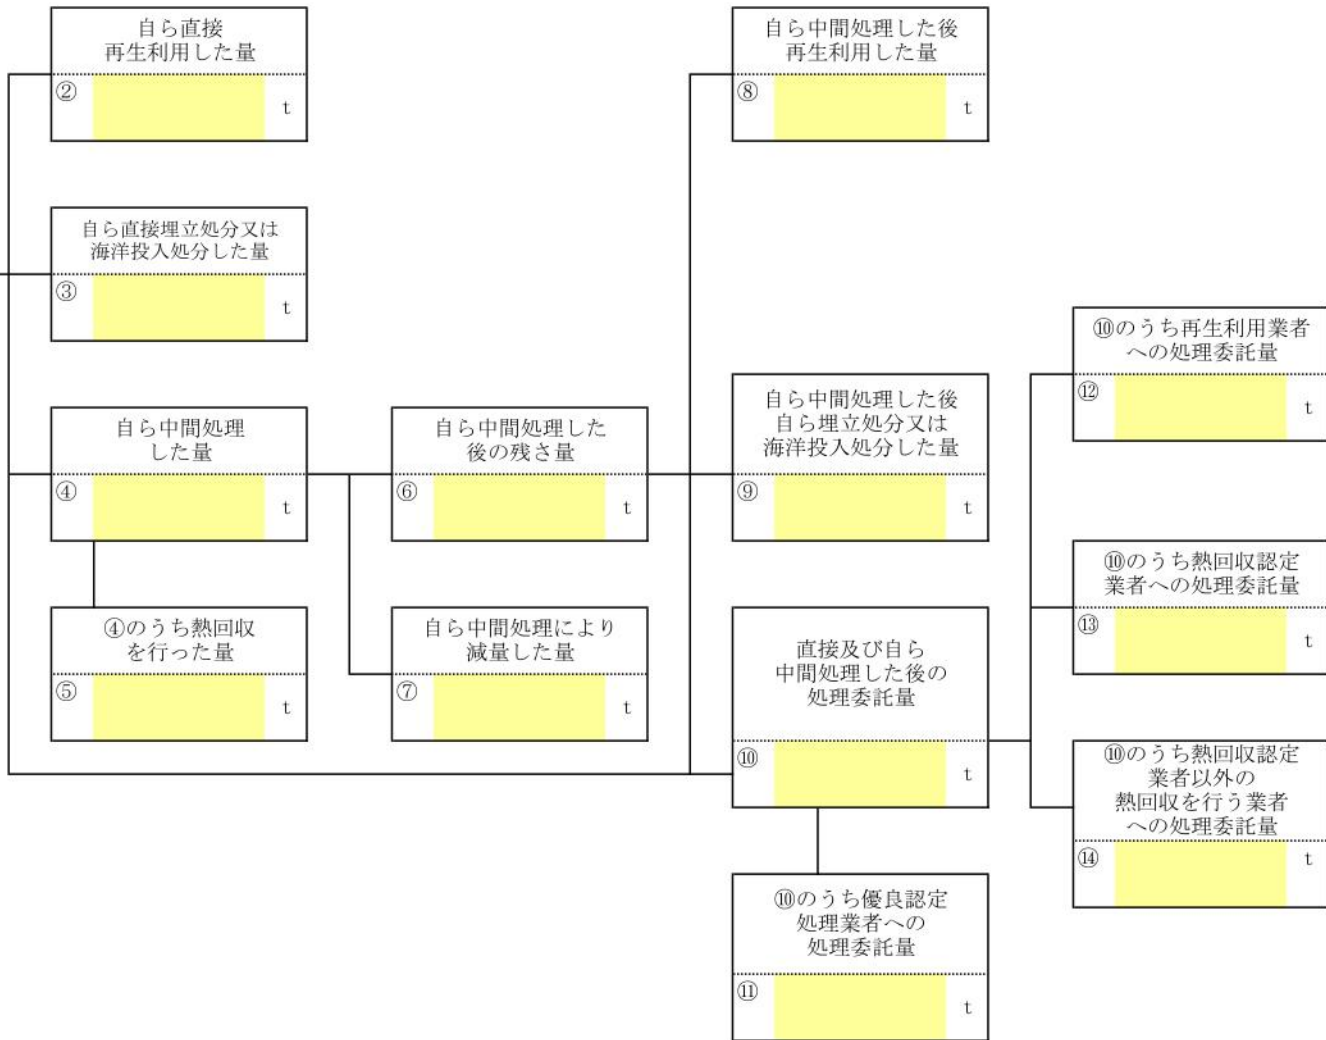 自ら直接
再生利用した量
②
t
自ら直接埋立処分又は
海洋投入処分した量
③
t
自ら中間処理
した量
④
t
④のうち熱回収
を行った量
⑤
t
自ら中間処理した
後の残さ量
⑥
t
自ら中間処理により
減量した量
⑦
t
自ら中間処理した後
再生利用した量
⑧
t
自ら中間処理した後
自ら埋立処分又は
海洋投入処分した量
⑨
t
直接及び自ら
中間処理した後の
処理委託量
⑩
t
⑩のうち優良認定
処理業者への
処理委託量
⑪
t
⑩のうち再生利用業者
への処理委託量
⑫
t
⑩のうち熱回収認定
業者への処理委託量
⑬
t
⑩のうち熱回収認定
業者以外の
熱回収を行う業者
への処理委託量
⑭
t